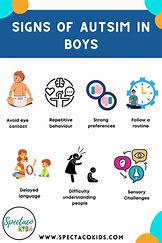 SIGNS OF AUTSIM IN
BOYS
Avoid eye
contact
Repetitive
behaviour
Strong
preferences
Follow a
routine
Delayed
language
Difficulty
understanding
people
Sensory
Challenges
Spectaco
KIDS
WWW.SPECTACOKIDS.COM